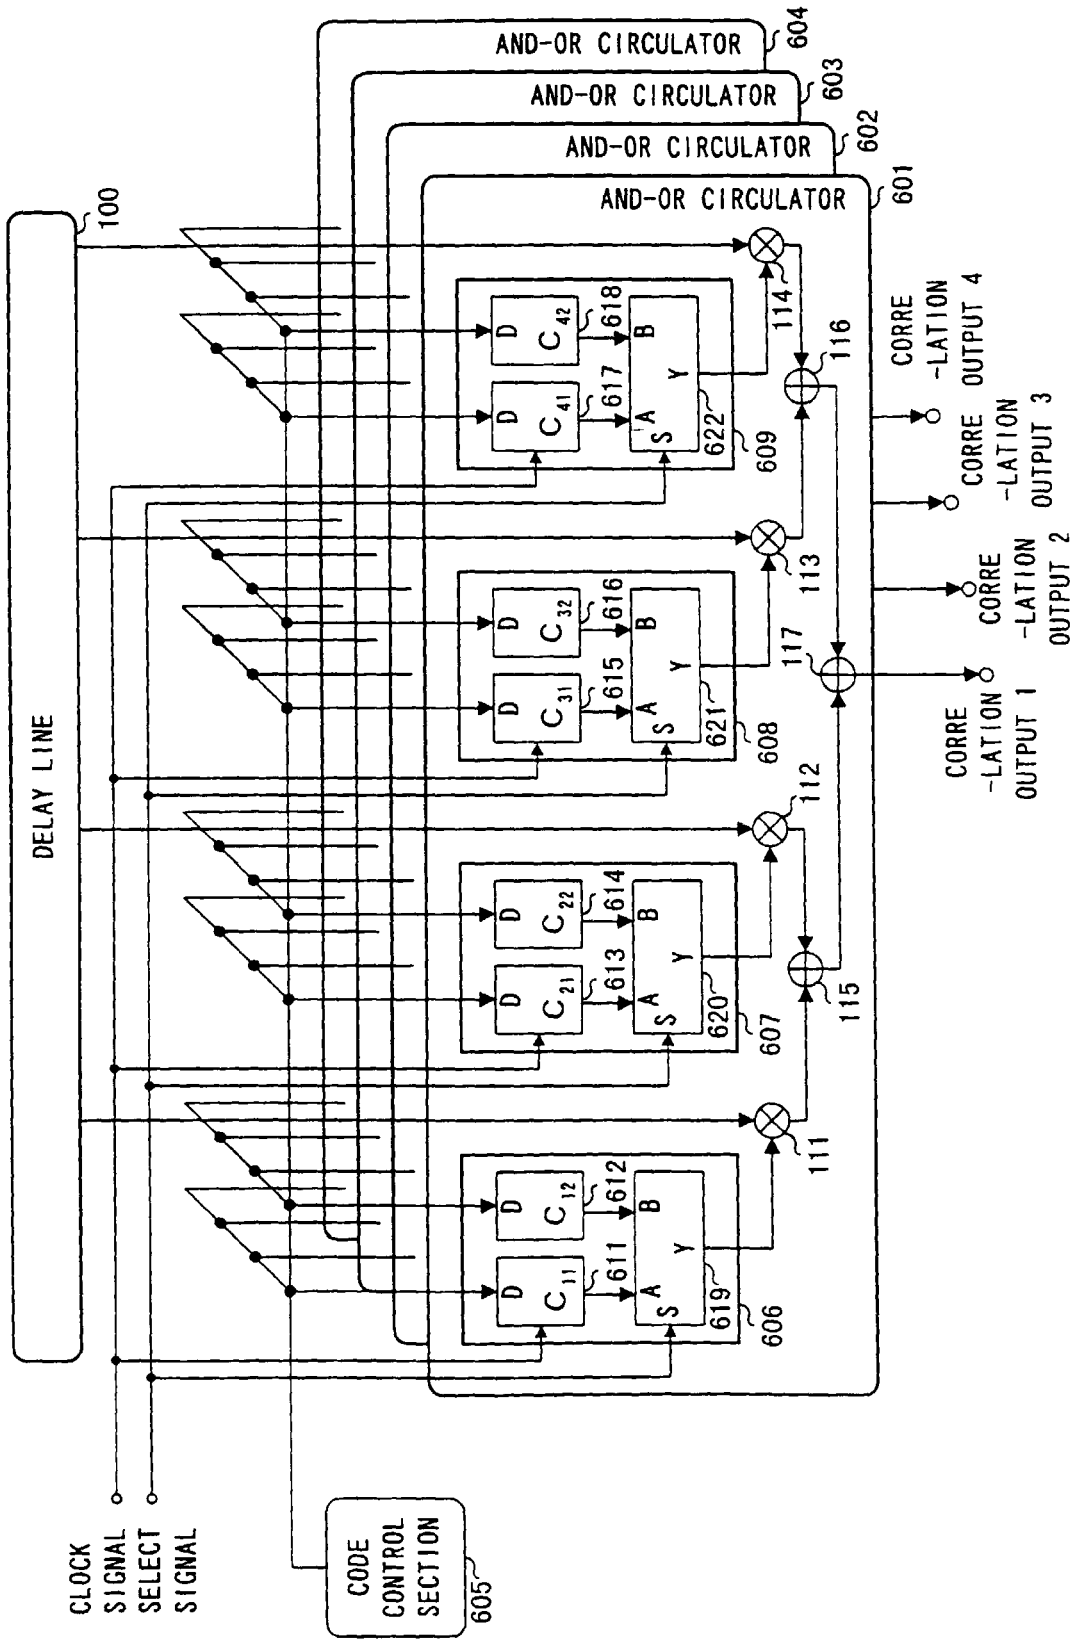 DELAY LINE
100
CLOCK
SIGNAL
SELECT
SIGNAL
CODE
CONTROL
SECTION
605
AND-OR CIRCULATOR
604
AND-OR CIRCULATOR
603
AND-OR CIRCULATOR
602
AND-OR CIRCULATOR
601
D
C11
611
D
C12
612
A
B
S
Y
619
606
111
D
C21
613
D
C22
614
A
B
S
Y
620
607
112
115
D
C31
615
D
C32
616
A
B
S
Y
621
608
113
117
D
C41
617
D
C42
618
A
B
S
Y
622
609
114
116
CORRE
-LATION
OUTPUT 1
CORRE
-LATION
OUTPUT 2
CORRE
-LATION
OUTPUT 3
CORRE
-LATION
OUTPUT 4